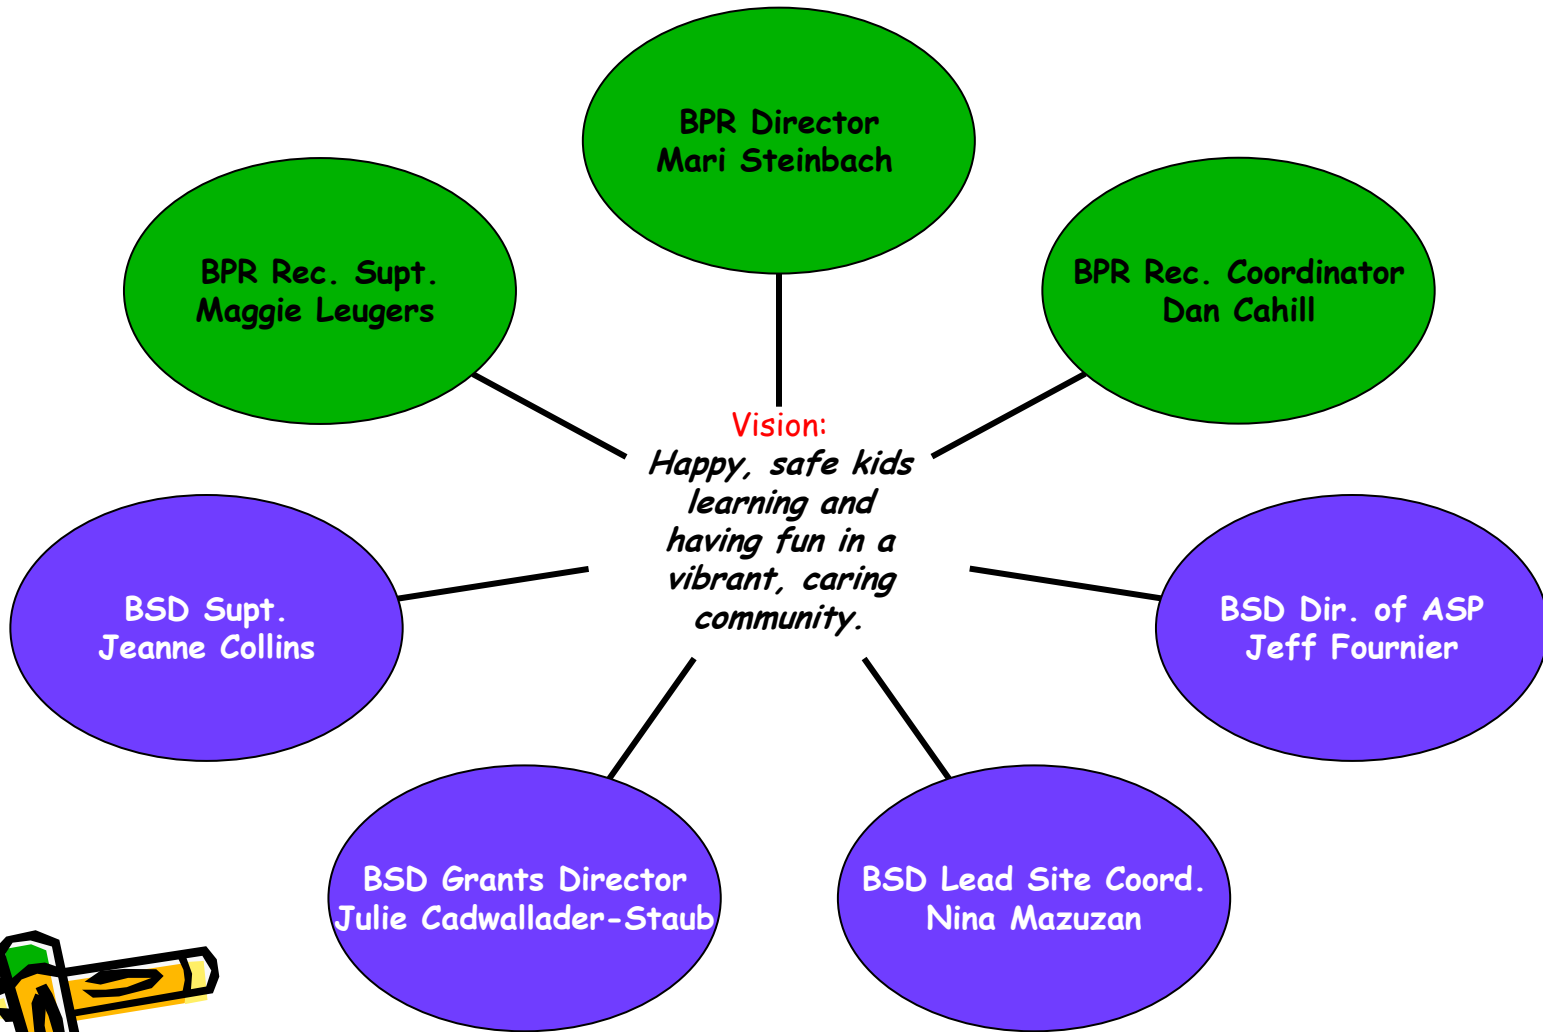 BPR Director
Mari Steinbach
BPR Rec. Supt.
Maggie Leugers
BPR Rec. Coordinator
Dan Cahill
Vision:
Happy, safe kids
learning and
having fun in a
vibrant, caring
community.
BSD Supt.
Jeanne Collins
BSD Dir. of ASP
Jeff Fournier
BSD Grants Director
Julie Cadwallader-Staub
BSD Lead Site Coord.
Nina Mazuzan